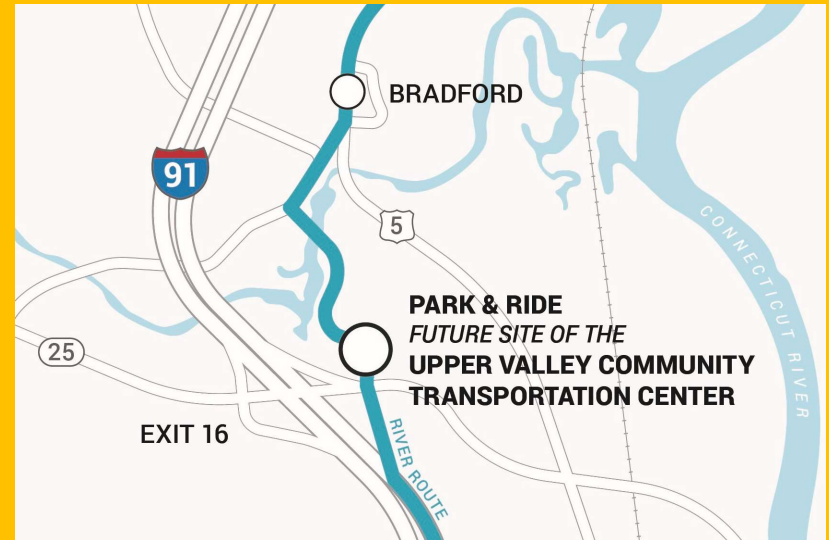 BRADFORD
91
5
CONNECTICUT RIVER
PARK & RIDE
FUTURE SITE OF THE
UPPER VALLEY COMMUNITY
TRANSPORTATION CENTER
25
EXIT 16
RIVER ROUTE